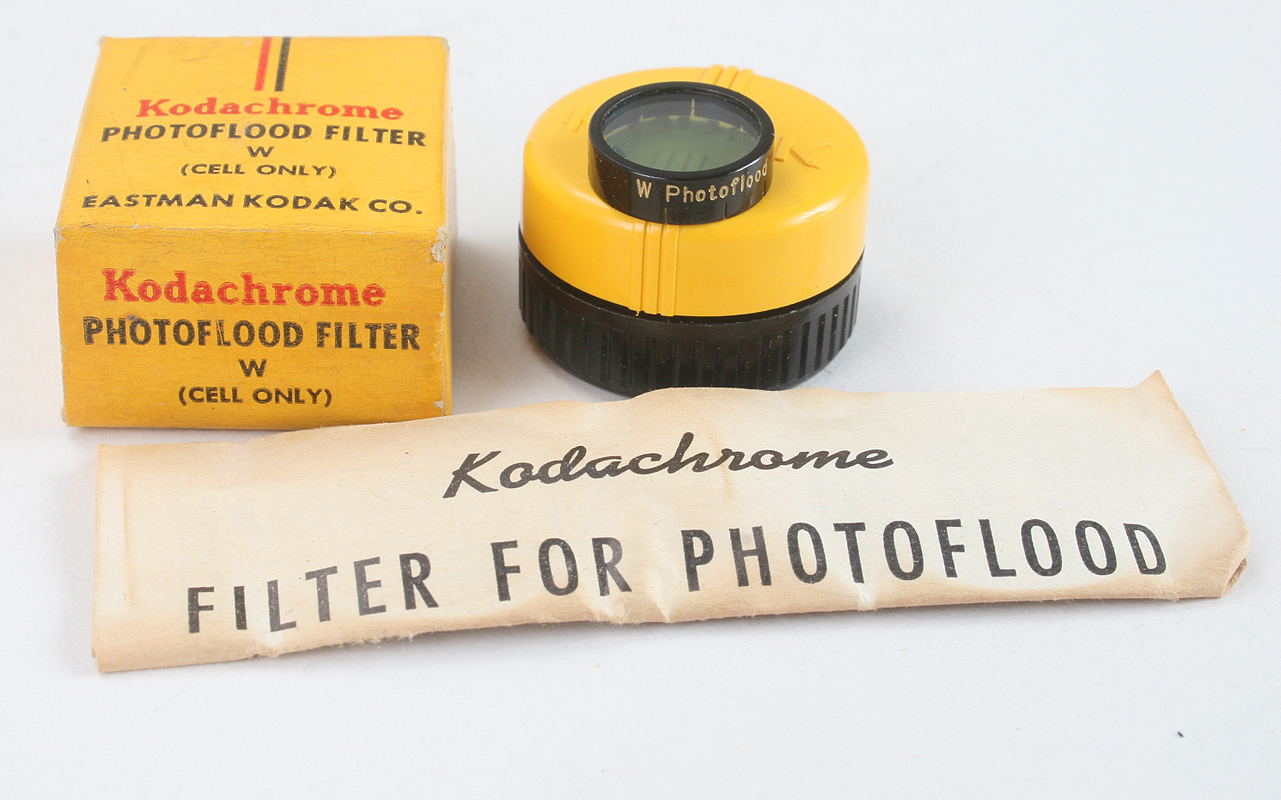 Kodachrome
PHOTOFLOOD FILTER
W
(CELL ONLY)
EASTMAN KODAK CO.
Kodachrome
PHOTOFLOOD FILTER
W
(CELL ONLY)
W Photoflood
Kodachrome
FILTER FOR PHOTOFLOOD